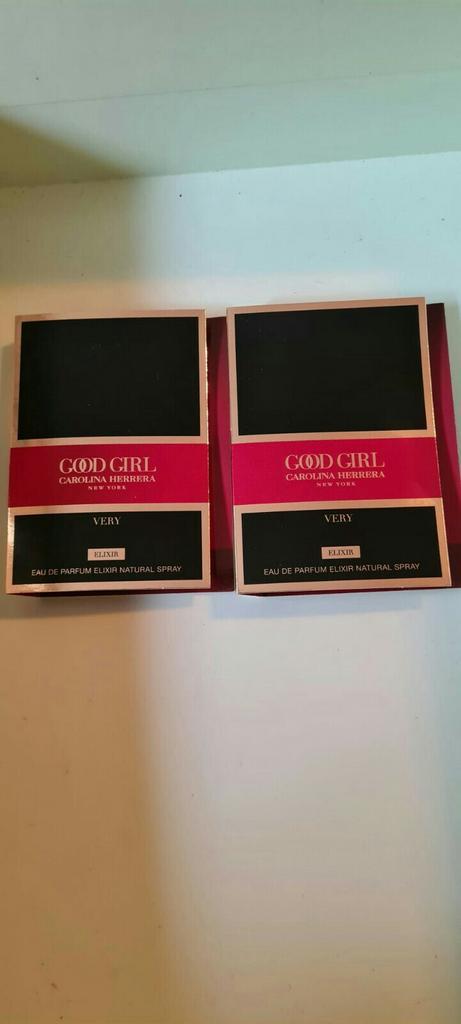 GOOD GIRL
CAROLINA HERRERA
NEW YORK
VERY
ELIXIR
EAU DE PARFUM ELIXIR NATURAL SPRAY
GOOD GIRL
CAROLINA HERRERA
NEW YORK
VERY
ELIXIR
EAU DE PARFUM ELIXIR NATURAL SPRAY